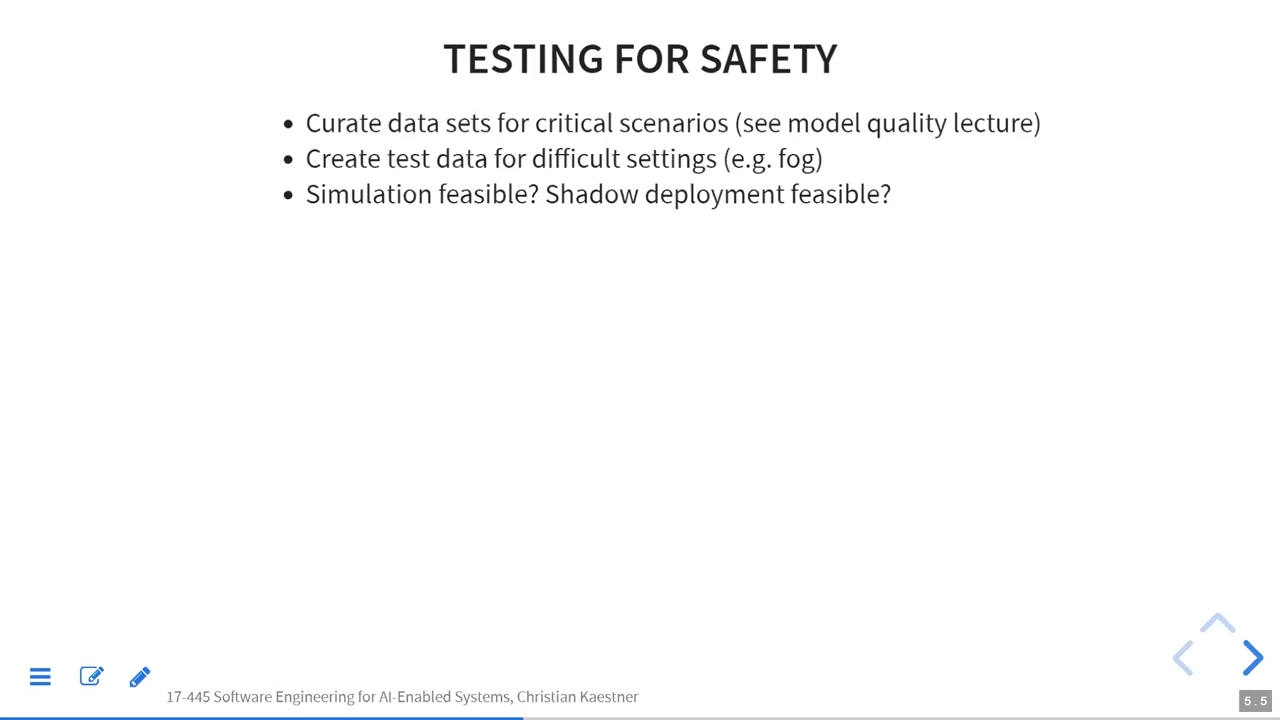 TESTING FOR SAFETY
Curate data sets for critical scenarios (see model quality lecture)
Create test data for difficult settings (e.g. fog)
Simulation feasible? Shadow deployment feasible?
17-445 Software Engineering for AI-Enabled Systems, Christian Kaestner
5.5